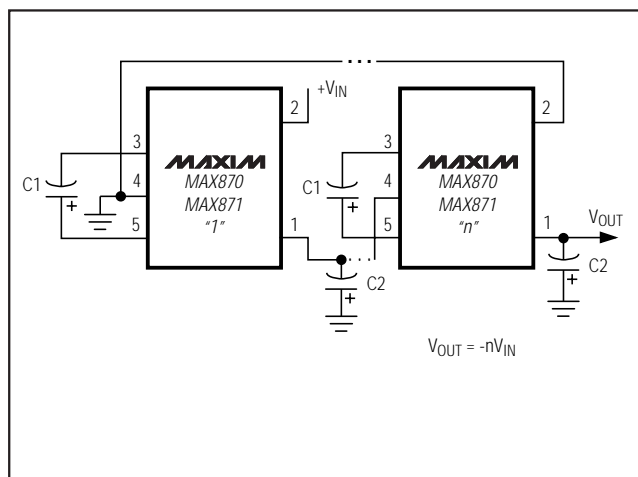 +VIN
2
2
3
3
MAXIM
MAXIM
C1
4
MAX870
C1
4
MAX870
MAX871
MAX871
5
"1"
1
5
"n"
1
VOUT
C2
C2
VOUT = -nVIN